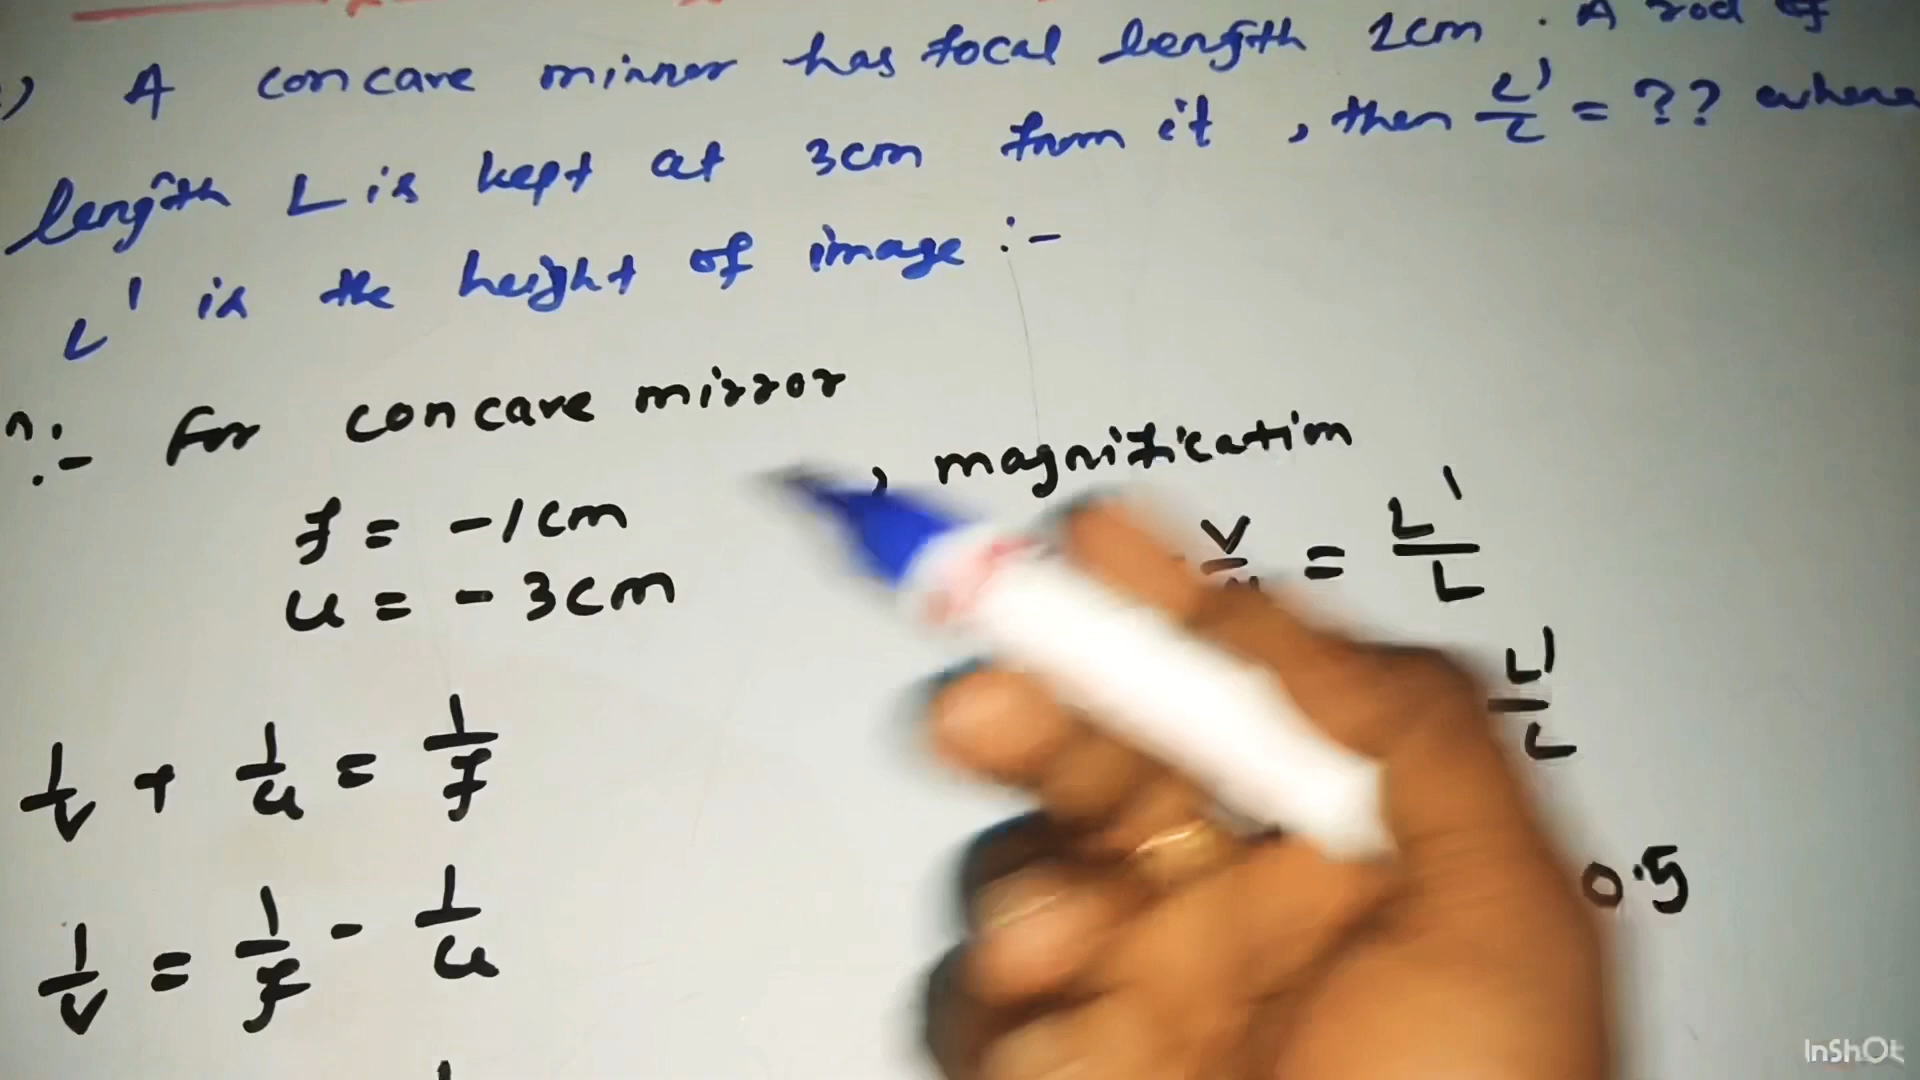 A concave mirror has focal length 1cm . A rod of
length L is kept at 3cm from it , then L'/L = ?? where
L' is the height of image :-
:- For concave mirror
, magnification
f = -1cm
u = - 3cm
V = L'/L
L'/L
1/v + 1/u = 1/f
0.5
1/v = 1/f - 1/u
InShOt